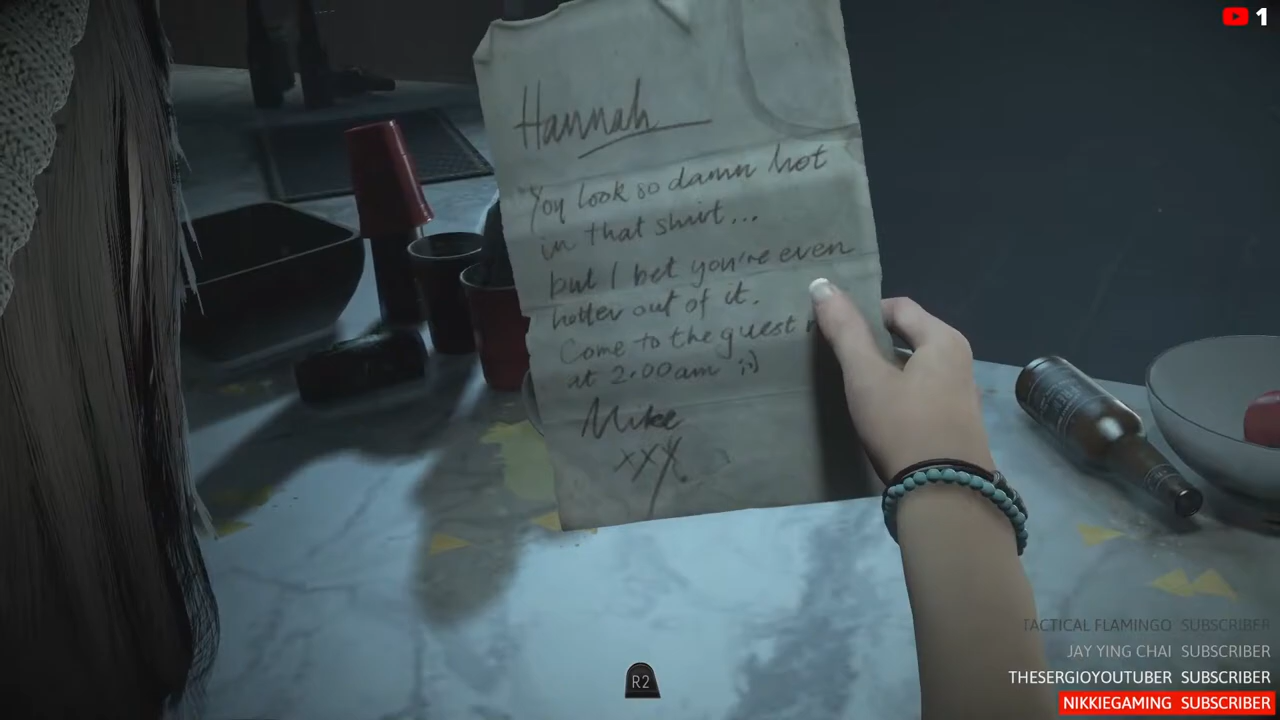 1
Hannah
You look so damn hot
in that shirt...
but I bet you're even
hotter out of it.
Come to the guest
at 2.00am ;)
Mike
xxx
R2
TACTICAL FLAMINGO SUBSCRIBER
JAY YING CHAI SUBSCRIBER
THESERGIOYOUTUBER SUBSCRIBER
NIKKIEGAMING SUBSCRIBER